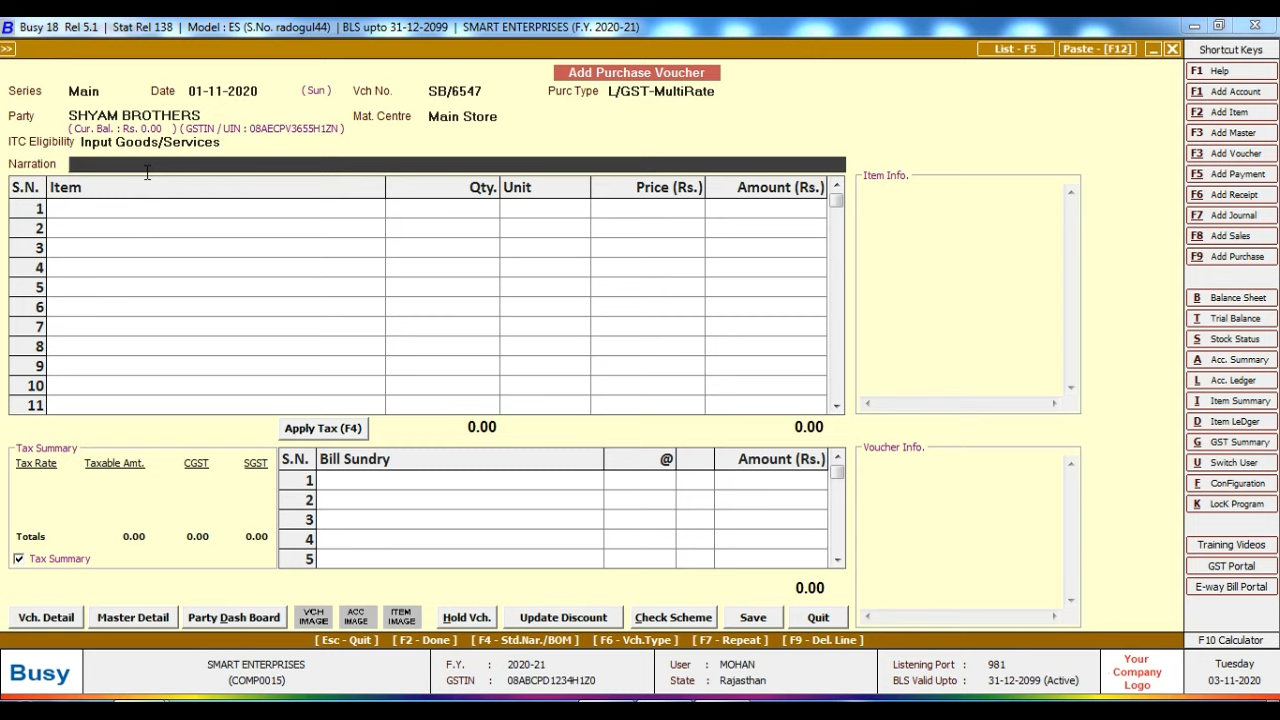 Busy 18 Rel 5.1 | Stat Rel 138 | Model : ES (S.No. radogul44) | BLS upto 31-12-2099 | SMART ENTERPRISES (F.Y. 2020-21)
>> List - F5 Paste - [F12]
Add Purchase Voucher
Series Main Date 01-11-2020 ( Sun ) Vch No. SB/6547 Purc Type L/GST-MultiRate
Party SHYAM BROTHERS Mat. Centre Main Store
( Cur. Bal. : Rs. 0.00 ) ( GSTIN / UIN : 08AECPV3655H1ZN )
ITC Eligibility Input Goods/Services
Narration
S.N. Item Qty. Unit Price (Rs.) Amount (Rs.)
1
2
3
4
5
6
7
8
9
10
11
Apply Tax (F4) 0.00 0.00
Item Info.
Tax Summary
Tax Rate Taxable Amt. CGST SGST
Totals 0.00 0.00 0.00
Tax Summary
S.N. Bill Sundry @ Amount (Rs.)
1
2
3
4
5
0.00
Voucher Info.
Vch. Detail Master Detail Party Dash Board VCH IMAGE ACC IMAGE ITEM IMAGE Hold Vch. Update Discount Check Scheme Save Quit
[ Esc - Quit ] [ F2 - Done ] [ F4 - Std.Nar./BOM ] [ F6 - Vch.Type ] [ F7 - Repeat ] [ F9 - Del. Line ]
Shortcut Keys
F1 Help
F1 Add Account
F2 Add Item
F3 Add Master
F3 Add Voucher
F5 Add Payment
F6 Add Receipt
F7 Add Journal
F8 Add Sales
F9 Add Purchase
B Balance Sheet
T Trial Balance
S Stock Status
A Acc. Summary
L Acc. Ledger
I Item Summary
D Item LeDger
G GST Summary
U Switch User
F ConFiguration
K LocK Program
Training Videos
GST Portal
E-way Bill Portal
F10 Calculator
Busy
SMART ENTERPRISES
(COMP0015)
F.Y. : 2020-21
GSTIN : 08ABCPD1234H1Z0
User : MOHAN
State : Rajasthan
Listening Port : 981
BLS Valid Upto : 31-12-2099 (Active)
Your
Company
Logo
Tuesday
03-11-2020